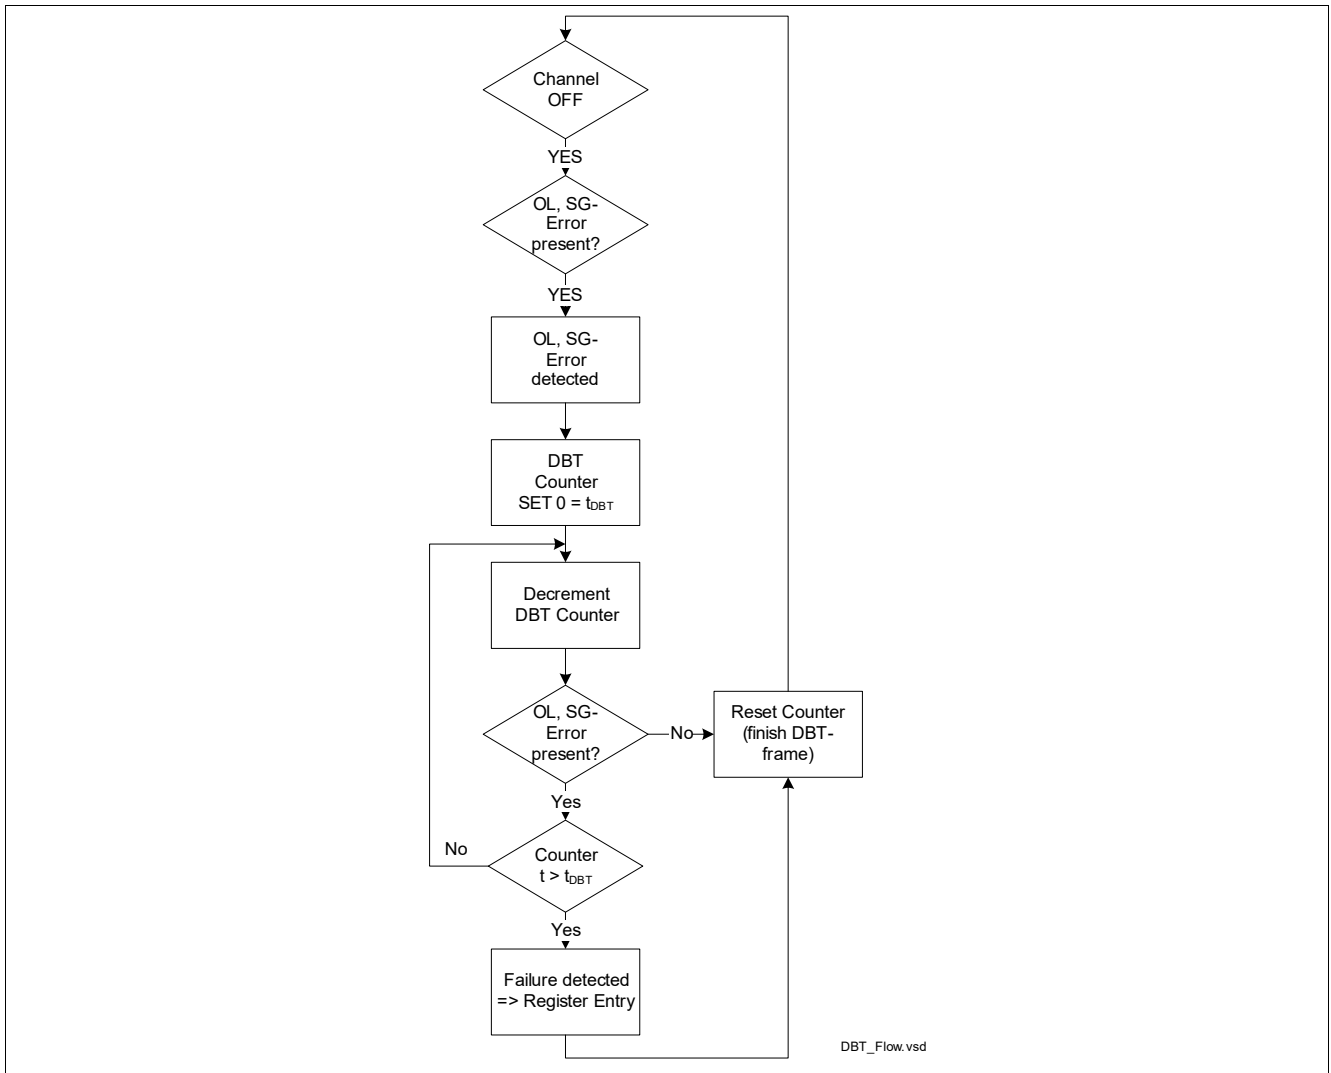 Channel
OFF
YES
OL, SG-
Error
present?
YES
OL, SG-
Error
detected
DBT
Counter
SET 0 = tDBT
Decrement
DBT Counter
OL, SG-
Error
present?
No
Reset Counter
(finish DBT-
frame)
Yes
No
Counter
t > tDBT
Yes
Failure detected
=> Register Entry
DBT_Flow.vsd